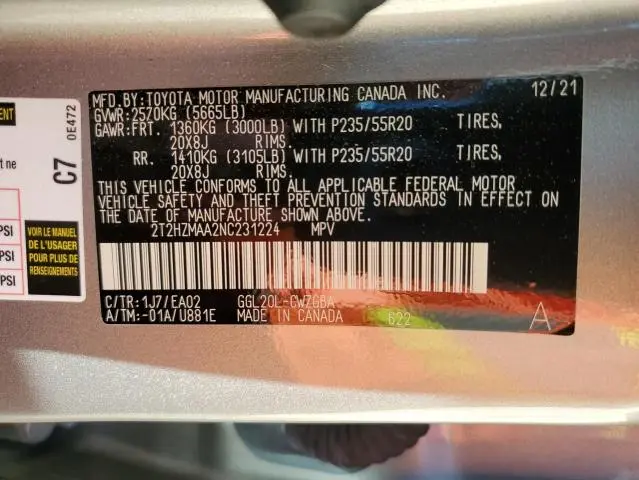 MFD.BY:TOYOTA MOTOR MANUFACTURING CANADA INC. 12/21
GVWR:2570KG (5665LB)
GAWR:FRT. 1360KG (3000LB) WITH P235/55R20 TIRES,
20X8J RIMS.
RR. 1410KG (3105LB) WITH P235/55R20 TIRES,
20X8J RIMS.
THIS VEHICLE CONFORMS TO ALL APPLICABLE FEDERAL MOTOR
VEHICLE SAFETY AND THEFT PREVENTION STANDARDS IN EFFECT ON
THE DATE OF MANUFACTURE SHOWN ABOVE.
2T2HZMAA2NC231224 MPV
C/TR:1J7/EA02 GGL20L-CWZGBA
A/TM:-01A/U881E MADE IN CANADA 622 A
ENT
C7
0E472
t ne
PSI
PSI
PSI
VOIR LE MANUEL
DE L'USAGER
POUR PLUS DE
RENSEIGNEMENTS